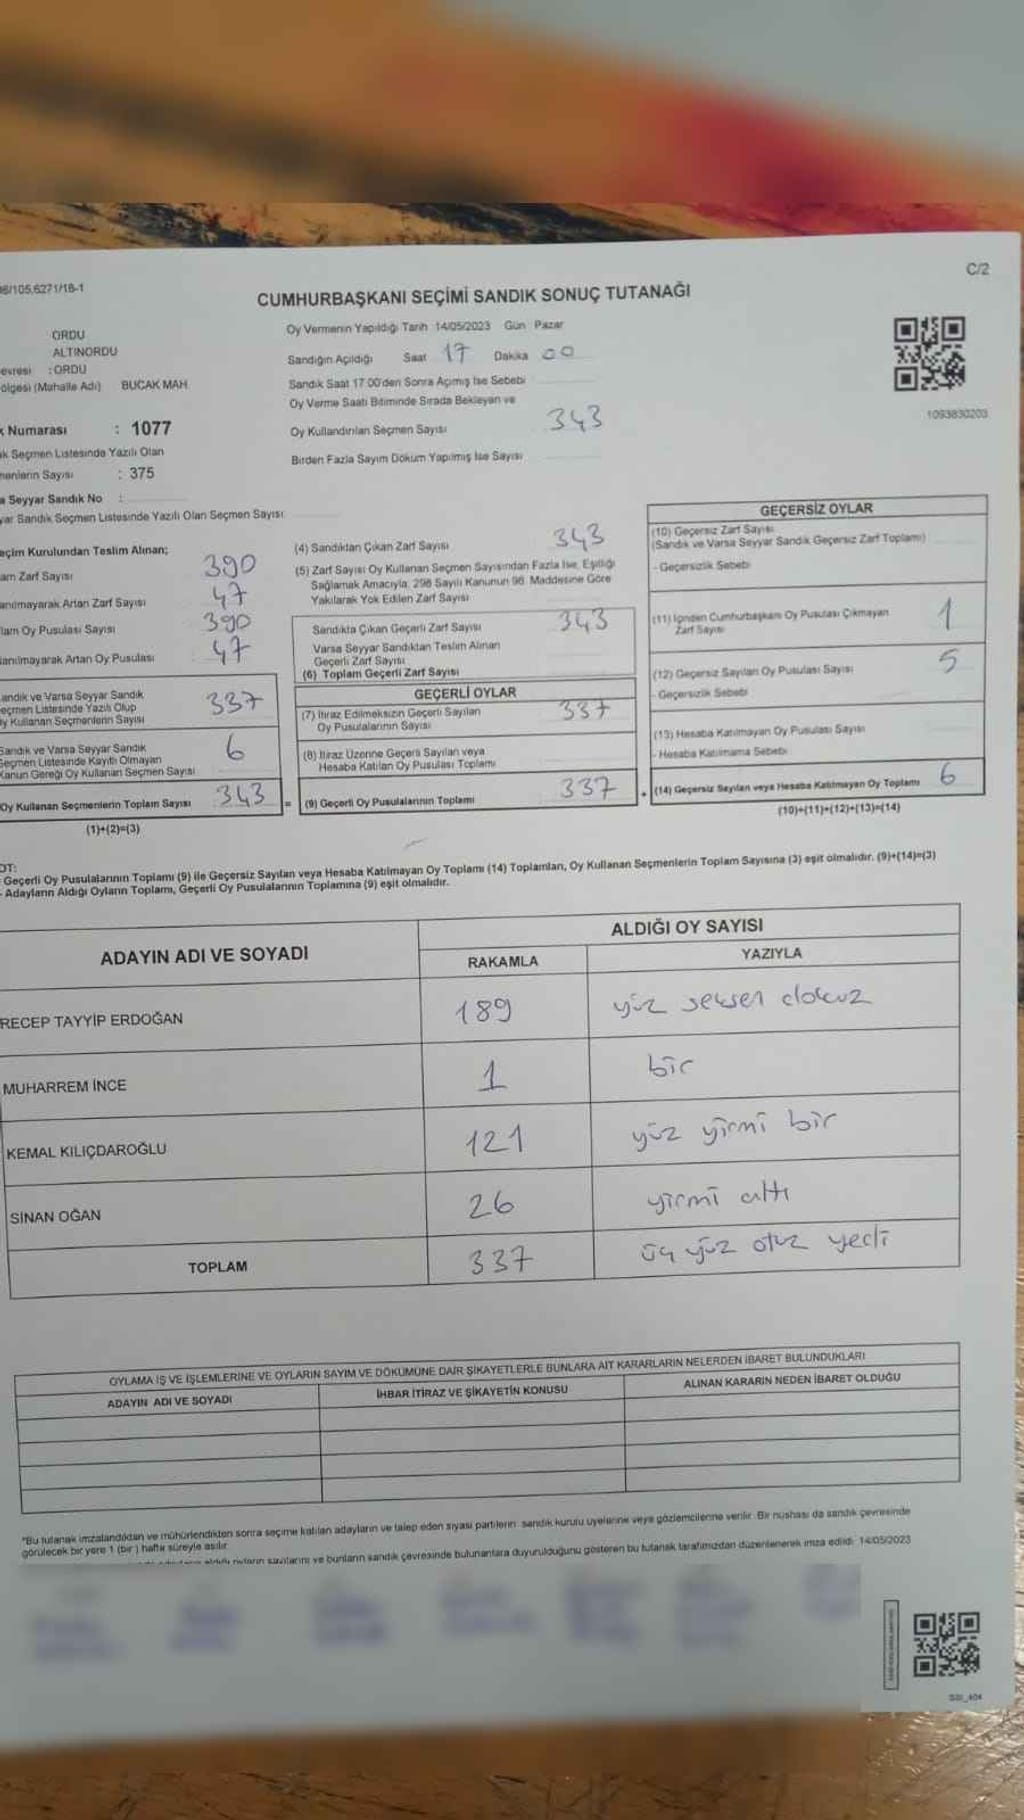 C/2
/105.6271/18-1
CUMHURBAŞKANI SEÇİMİ SANDIK SONUÇ TUTANAĞI
ORDU
ALTINORDU
: ORDU
(Mahalle Adı) BUCAK MAH.
Numarası : 1077
Seçmen Listesinde Yazılı Olan
Sayısı : 375
Seyyar Sandık No :
Sandık Seçmen Listesinde Yazılı Olan Seçmen Sayısı
Oy Vermenin Yapıldığı Tarih 14/05/2023 Gün Pazar
Sandığın Açıldığı Saat 17 Dakika 00
Sandık Saat 17:00'den Sonra Açılmış İse Sebebi
Oy Verme Saati Bitiminde Sırada Bekleyen ve
Oy Kullandırılan Seçmen Sayısı 343
Birden Fazla Sayım Döküm Yapılmış İse Sayısı
1093830203
Kurulundan Teslim Alınan;
Zarf Sayısı 390
Artan Zarf Sayısı 47
Oy Pusulası Sayısı 390
Artan Oy Pusulası 47
ve Varsa Seyyar Sandık
Listesinde Yazılı Olup
Kullanan Seçmenlerin Sayısı 337
Sandık ve Varsa Seyyar Sandık
Seçmen Listesinde Kayıtlı Olmayan
Kanun Gereği Oy Kullanan Seçmen Sayısı 6
Oy Kullanan Seçmenlerin Toplam Sayısı 343 =
(1)+(2)=(3)
(4) Sandıktan Çıkan Zarf Sayısı 343
(5) Zarf Sayısı Oy Kullanan Seçmen Sayısından Fazla İse, Eşitliği
Sağlamak Amacıyla, 298 Sayılı Kanunun 98. Maddesine Göre
Yakılarak Yok Edilen Zarf Sayısı
Sandıkta Çıkan Geçerli Zarf Sayısı 343
Varsa Seyyar Sandıktan Teslim Alınan
Geçerli Zarf Sayısı
(6) Toplam Geçerli Zarf Sayısı
GEÇERLİ OYLAR
(7) İtiraz Edilmeksizin Geçerli Sayılan
Oy Pusulalarının Sayısı 337
(8) İtiraz Üzerine Geçerli Sayılan veya
Hesaba Katılan Oy Pusulası Toplamı
(9) Geçerli Oy Pusulalarının Toplamı 337 +
GEÇERSİZ OYLAR
(10) Geçersiz Zarf Sayısı
(Sandık ve Varsa Seyyar Sandık Geçersiz Zarf Toplamı)
- Geçersizlik Sebebi
(11) İçinden Cumhurbaşkanı Oy Pusulası Çıkmayan
Zarf Sayısı 1
(12) Geçersiz Sayılan Oy Pusulası Sayısı 5
- Geçersizlik Sebebi
(13) Hesaba Katılmayan Oy Pusulası Sayısı
- Hesaba Katılmama Sebebi
(14) Geçersiz Sayılan veya Hesaba Katılmayan Oy Toplamı 6
(10)+(11)+(12)+(13)=(14)
Geçerli Oy Pusulalarının Toplamı (9) ile Geçersiz Sayılan veya Hesaba Katılmayan Oy Toplamı (14) Toplamları, Oy Kullanan Seçmenlerin Toplam Sayısına (3) eşit olmalıdır. (9)+(14)=(3)
- Adayların Aldığı Oyların Toplamı, Geçerli Oy Pusulalarının Toplamına (9) eşit olmalıdır.
ADAYIN ADI VE SOYADI ALDIĞI OY SAYISI
RAKAMLA YAZIYLA
RECEP TAYYİP ERDOĞAN 189 yüz seksen dokuz
MUHARREM İNCE 1 bir
KEMAL KILIÇDAROĞLU 121 yüz yirmi bir
SİNAN OĞAN 26 yirmi altı
TOPLAM 337 üç yüz otuz yedi
OYLAMA İŞ VE İŞLEMLERİNE VE OYLARIN SAYIM VE DÖKÜMÜNE DAİR ŞİKAYETLERLE BUNLARA AİT KARARLARIN NELERDEN İBARET BULUNDUKLARI
ADAYIN ADI VE SOYADI İHBAR İTİRAZ VE ŞİKAYETİN KONUSU ALINAN KARARIN NEDEN İBARET OLDUĞU
*Bu tutanak imzalandıktan ve mühürlendikten sonra seçime katılan adayların ve talep eden siyasi partilerin sandık kurulu üyelerine veya gözlemcilerine verilir. Bir nüshası da sandık çevresinde
görülecek bir yere 1 (bir) hafta süreyle asılır.
ve bunların sandık çevresinde bulunanlara duyurulduğunu gösteren bu tutanak tarafımızdan düzenlenerek imza edildi. 14/05/2023
SSI_404